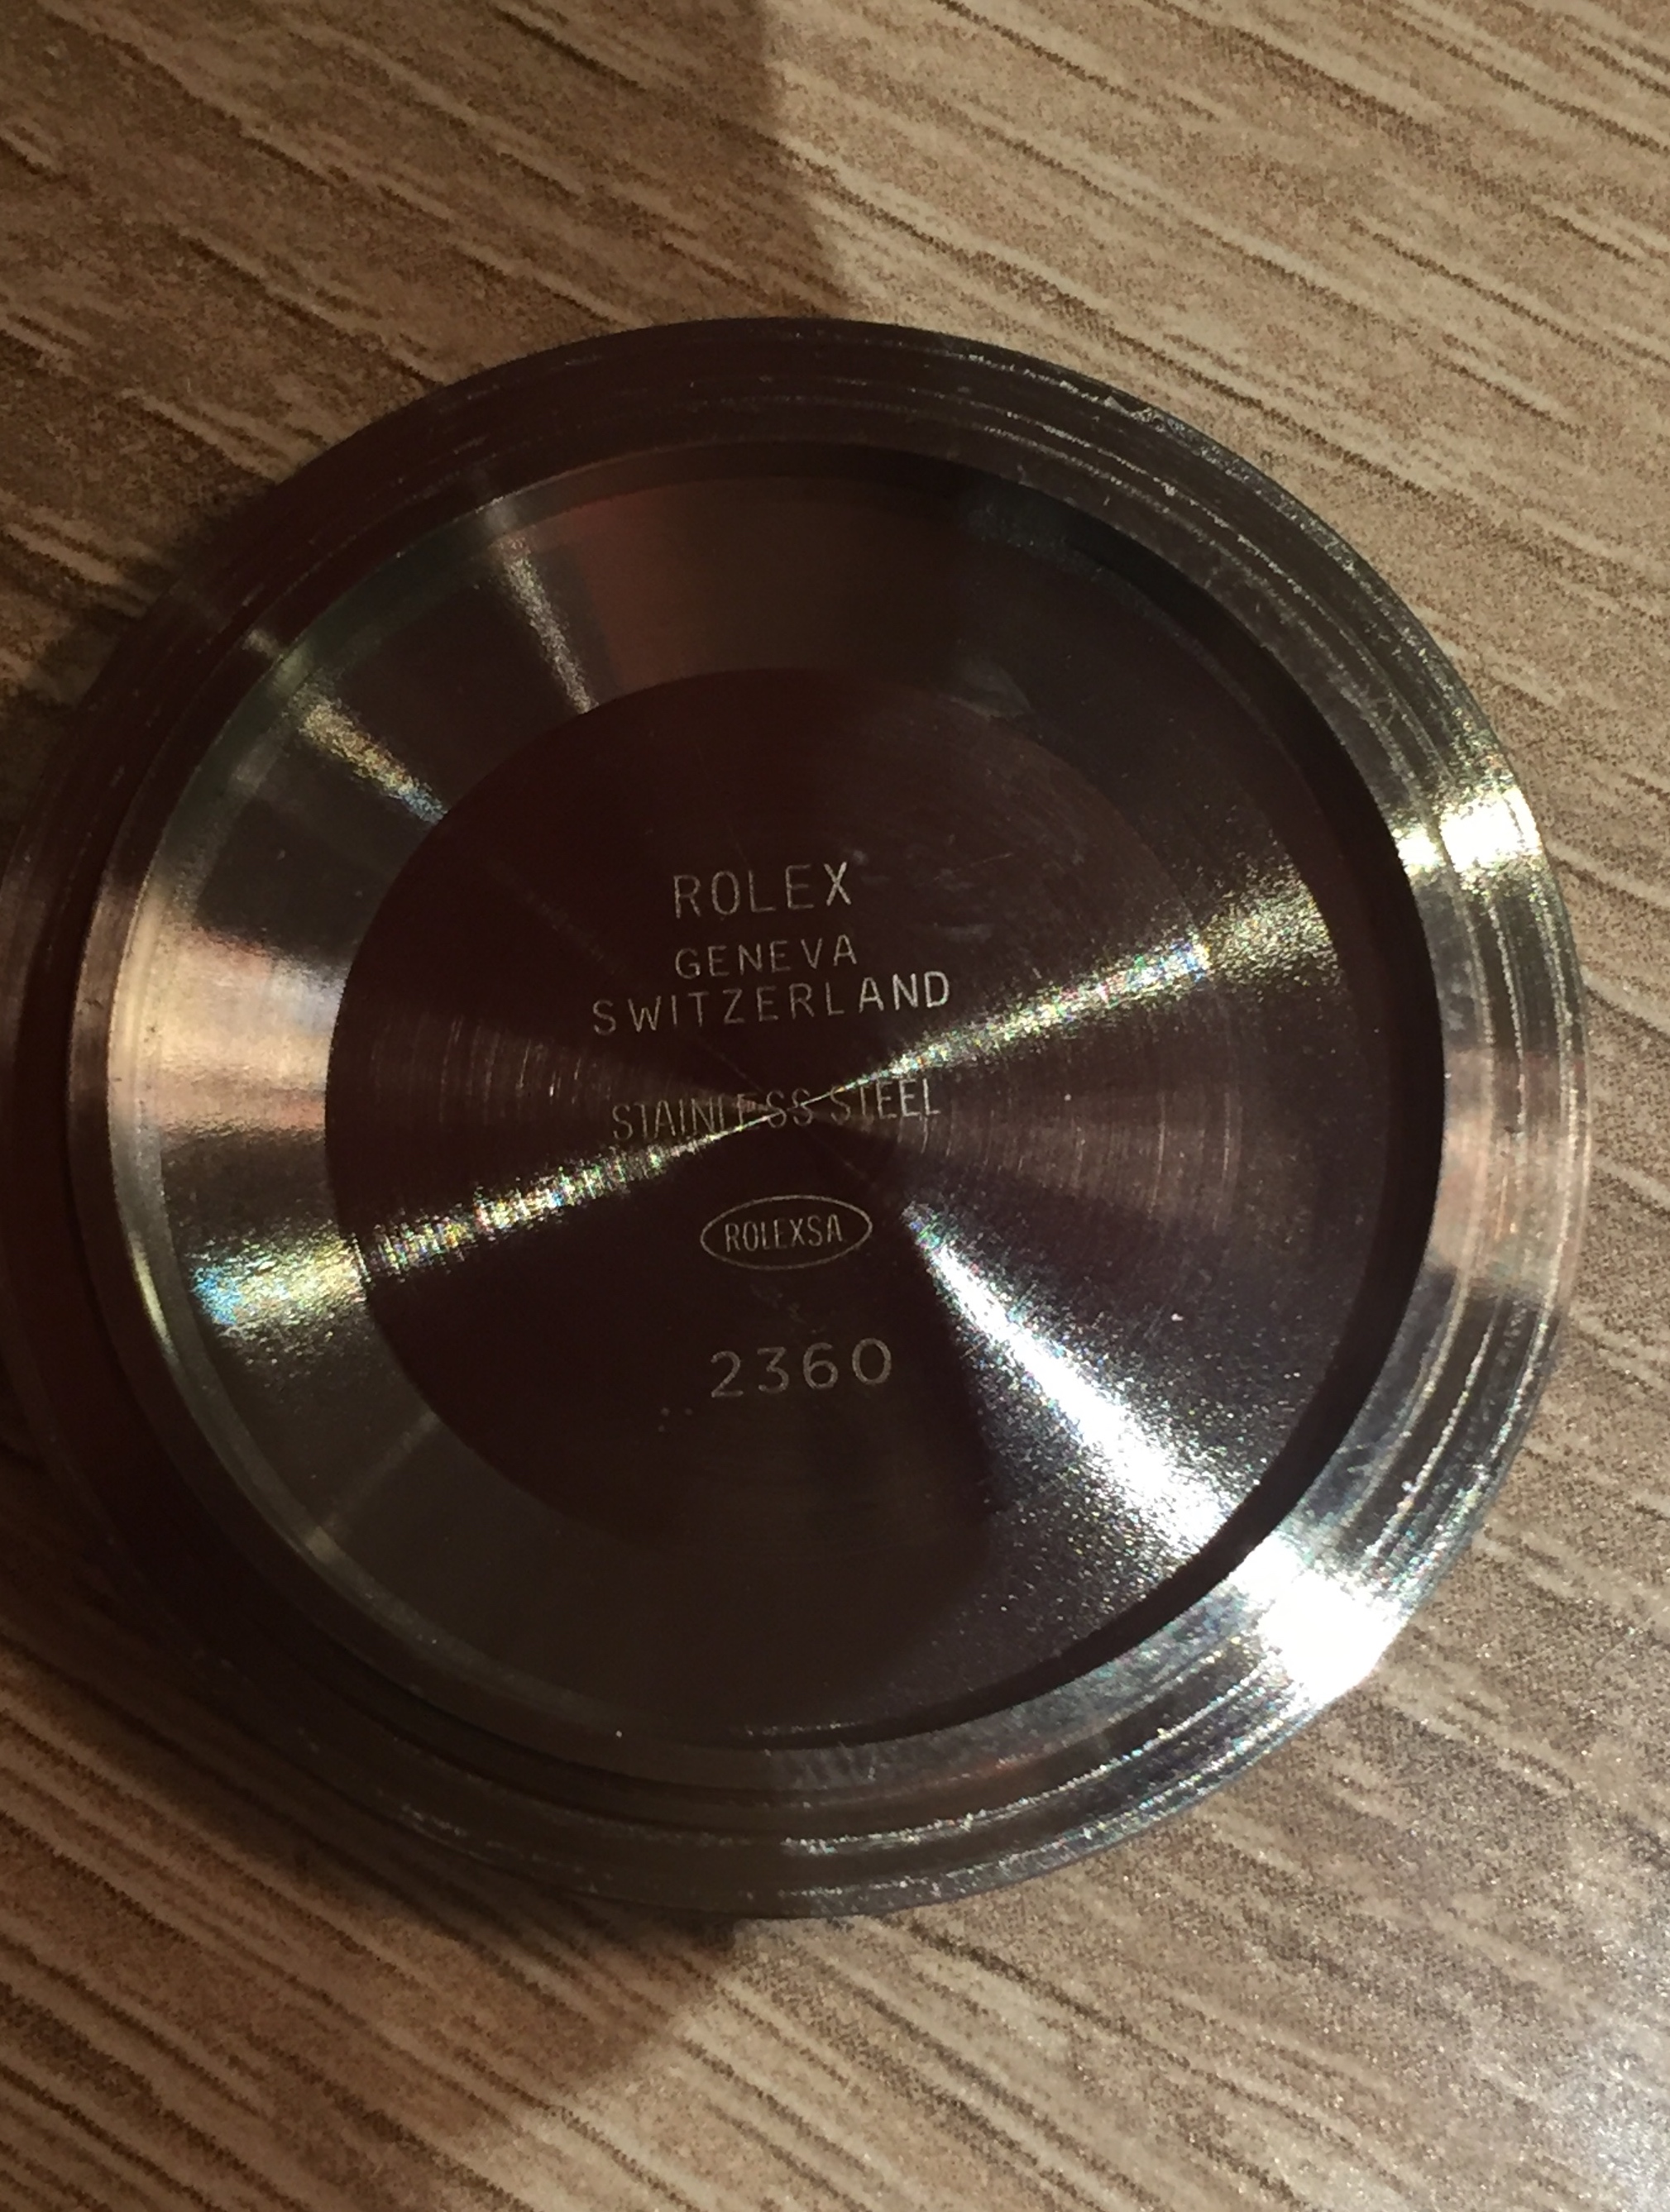 ROLEX
GENEVA
SWITZERLAND
STAINLESS STEEL
ROLEXSA
2360